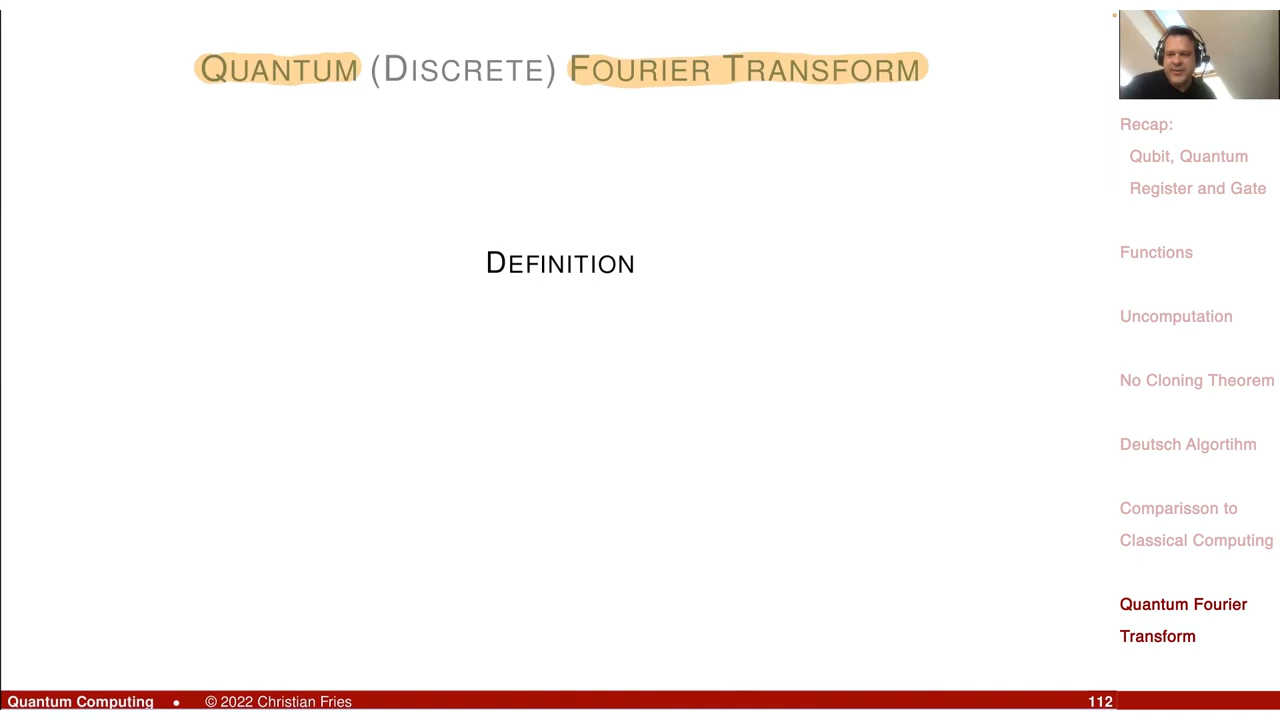 QUANTUM (DISCRETE) FOURIER TRANSFORM
DEFINITION
Recap:
Qubit, Quantum
Register and Gate
Functions
Uncomputation
No Cloning Theorem
Deutsch Algortihm
Comparisson to
Classical Computing
Quantum Fourier
Transform
Quantum Computing • © 2022 Christian Fries 112